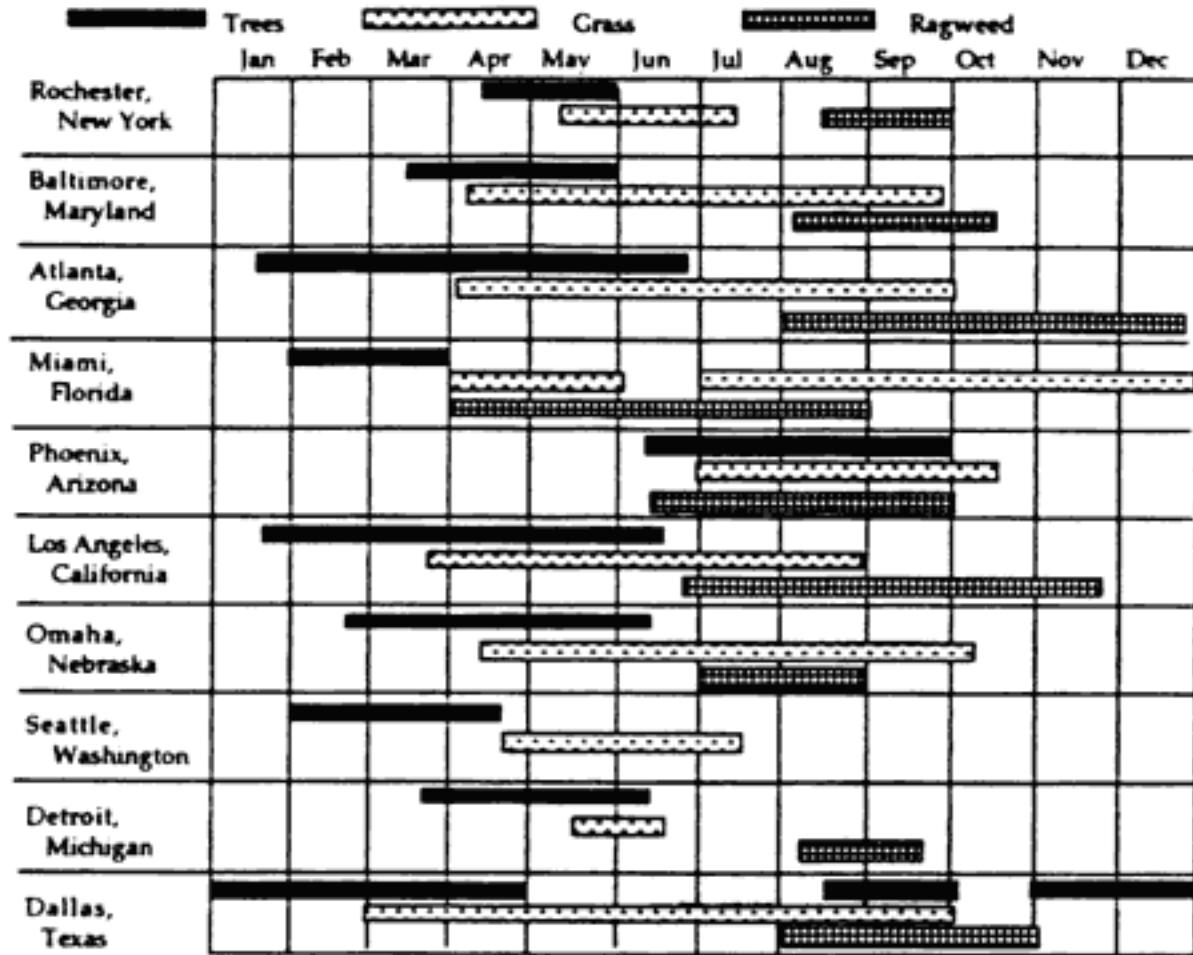 Trees Grass Ragweed
Jan Feb Mar Apr May Jun Jul Aug Sep Oct Nov Dec
Rochester,
New York
Baltimore,
Maryland
Atlanta,
Georgia
Miami,
Florida
Phoenix,
Arizona
Los Angeles,
California
Omaha,
Nebraska
Seattle,
Washington
Detroit,
Michigan
Dallas,
Texas